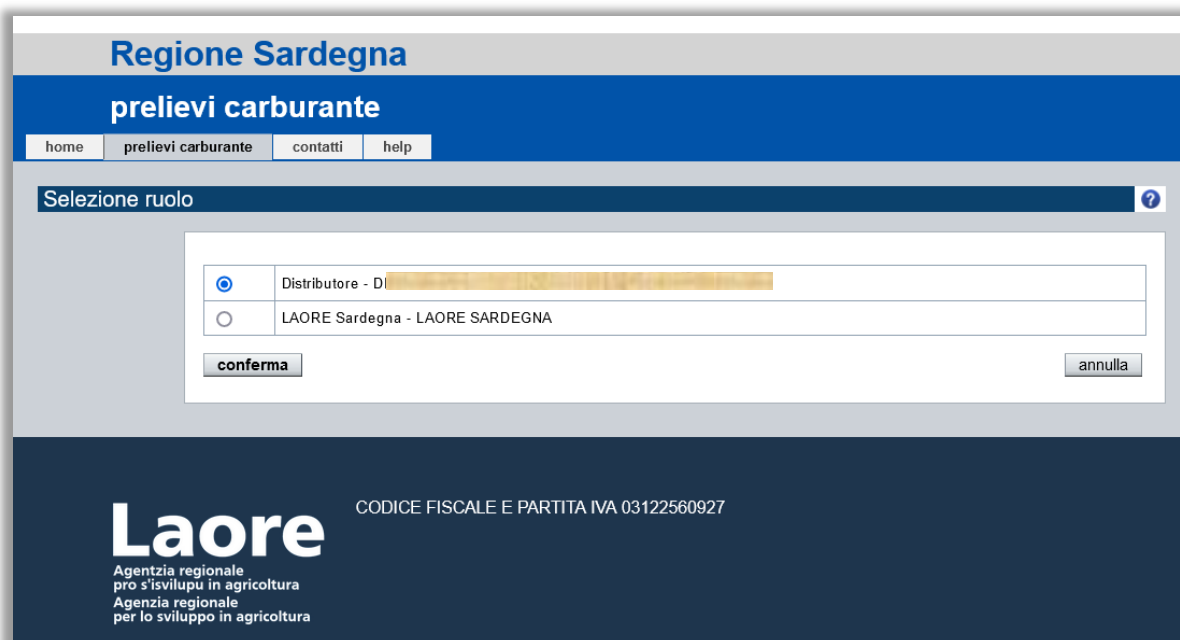 Regione Sardegna
prelievi carburante
home prelievi carburante contatti help
Selezione ruolo ?
Distributore - D
LAORE Sardegna - LAORE SARDEGNA
conferma annulla
Laore
CODICE FISCALE E PARTITA IVA 03122560927
Agentzia regionale
pro s'isvilupu in agricoltura
Agenzia regionale
per lo sviluppo in agricoltura